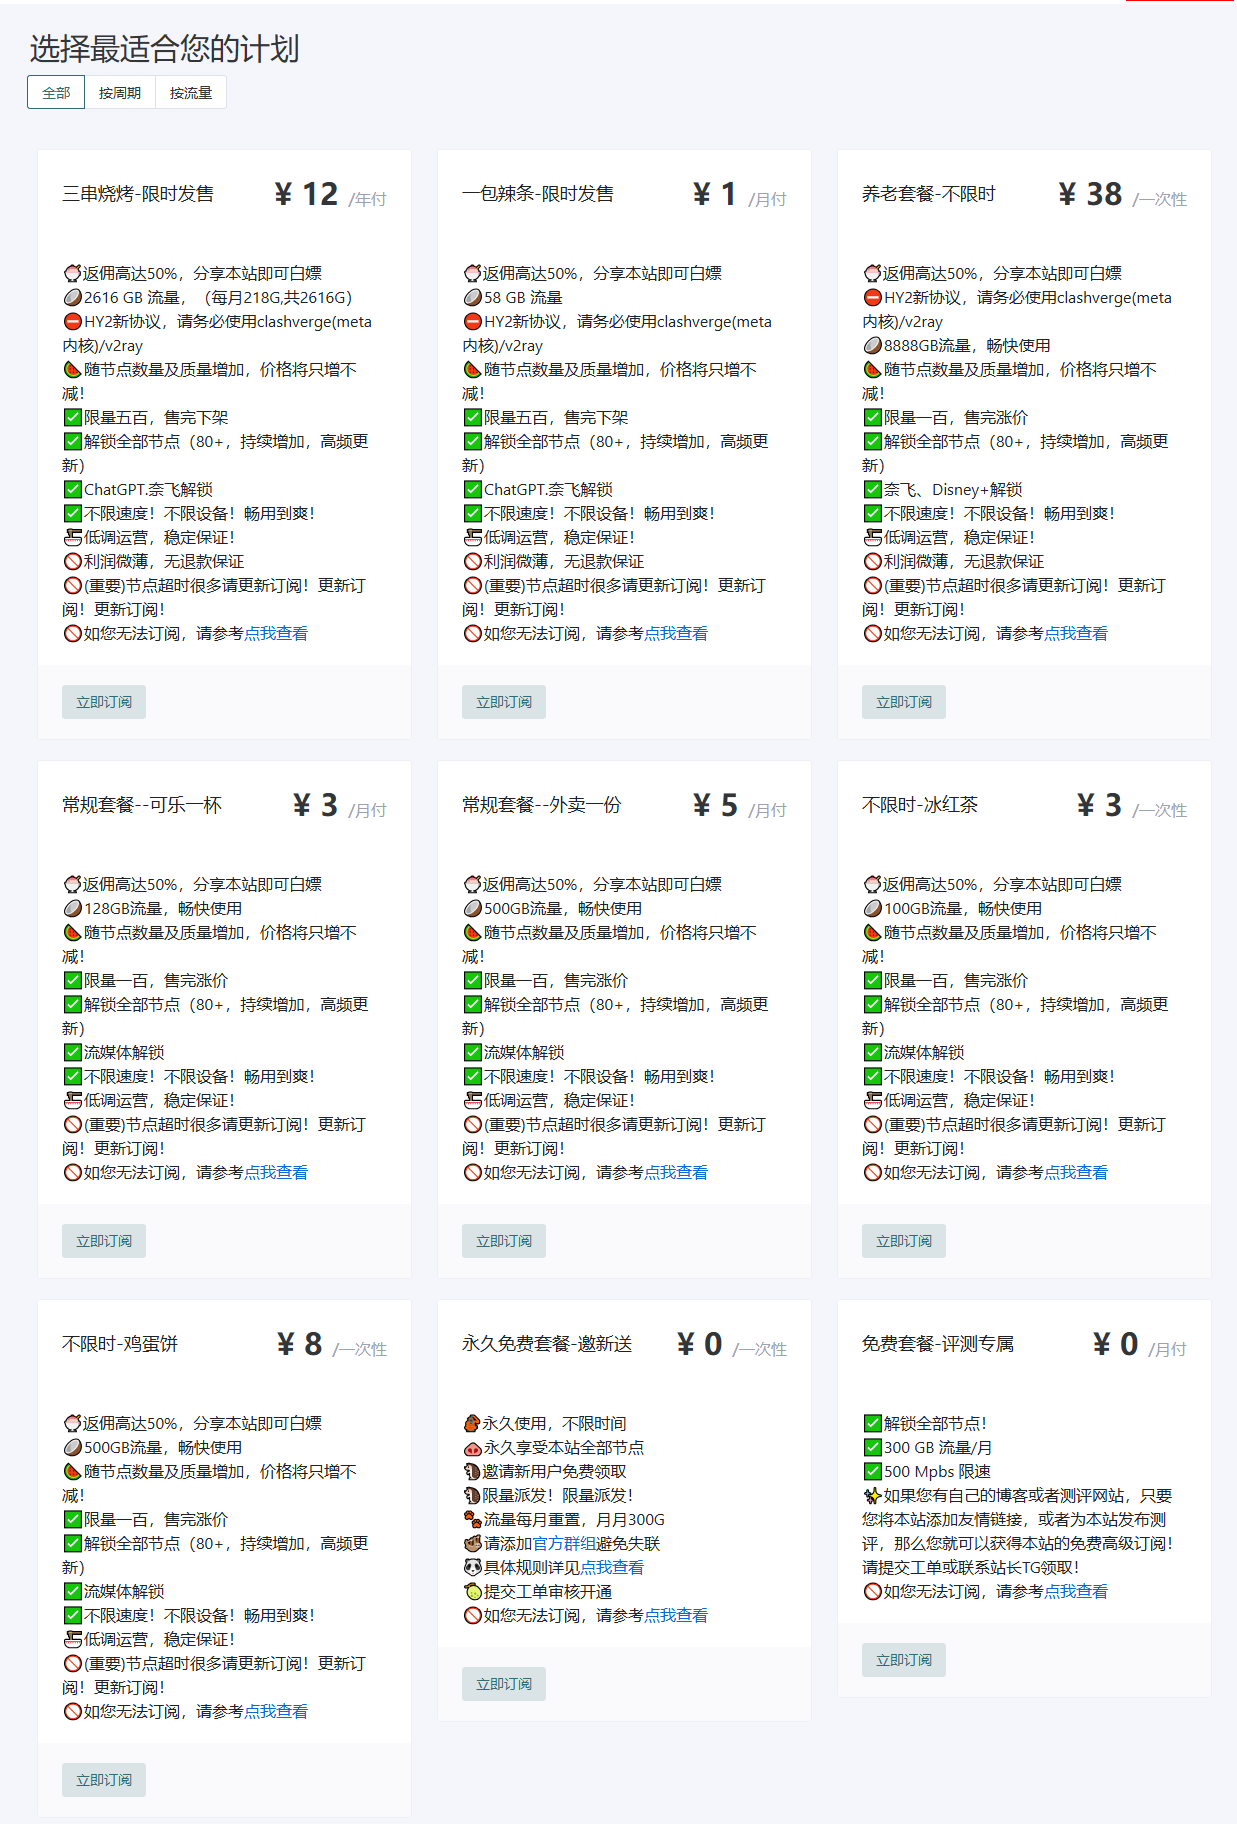 选择最适合您的计划
全部 按周期 按流量
三串烧烤-限时发售 ¥ 12 /年付
返佣高达50%，分享本站即可白嫖
2616 GB 流量，（每月218G,共2616G）
HY2新协议，请务必使用clashverge(meta
内核)/v2ray
随节点数量及质量增加，价格将只增不
减！
限量五百，售完下架
解锁全部节点（80+，持续增加，高频更
新）
ChatGPT.奈飞解锁
不限速度！不限设备！畅用到爽！
低调运营，稳定保证！
利润微薄，无退款保证
(重要)节点超时很多请更新订阅！更新订
阅！更新订阅！
如您无法订阅，请参考点我查看
立即订阅
一包辣条-限时发售 ¥ 1 /月付
返佣高达50%，分享本站即可白嫖
58 GB 流量
HY2新协议，请务必使用clashverge(meta
内核)/v2ray
随节点数量及质量增加，价格将只增不
减！
限量五百，售完下架
解锁全部节点（80+，持续增加，高频更
新）
ChatGPT.奈飞解锁
不限速度！不限设备！畅用到爽！
低调运营，稳定保证！
利润微薄，无退款保证
(重要)节点超时很多请更新订阅！更新订
阅！更新订阅！
如您无法订阅，请参考点我查看
立即订阅
养老套餐-不限时 ¥ 38 /一次性
返佣高达50%，分享本站即可白嫖
HY2新协议，请务必使用clashverge(meta
内核)/v2ray
8888GB流量，畅快使用
随节点数量及质量增加，价格将只增不
减！
限量一百，售完涨价
解锁全部节点（80+，持续增加，高频更
新）
奈飞、Disney+解锁
不限速度！不限设备！畅用到爽！
低调运营，稳定保证！
利润微薄，无退款保证
(重要)节点超时很多请更新订阅！更新订
阅！更新订阅！
如您无法订阅，请参考点我查看
立即订阅
常规套餐--可乐一杯 ¥ 3 /月付
返佣高达50%，分享本站即可白嫖
128GB流量，畅快使用
随节点数量及质量增加，价格将只增不
减！
限量一百，售完涨价
解锁全部节点（80+，持续增加，高频更
新）
流媒体解锁
不限速度！不限设备！畅用到爽！
低调运营，稳定保证！
(重要)节点超时很多请更新订阅！更新订
阅！更新订阅！
如您无法订阅，请参考点我查看
立即订阅
常规套餐--外卖一份 ¥ 5 /月付
返佣高达50%，分享本站即可白嫖
500GB流量，畅快使用
随节点数量及质量增加，价格将只增不
减！
限量一百，售完涨价
解锁全部节点（80+，持续增加，高频更
新）
流媒体解锁
不限速度！不限设备！畅用到爽！
低调运营，稳定保证！
(重要)节点超时很多请更新订阅！更新订
阅！更新订阅！
如您无法订阅，请参考点我查看
立即订阅
不限时-冰红茶 ¥ 3 /一次性
返佣高达50%，分享本站即可白嫖
100GB流量，畅快使用
随节点数量及质量增加，价格将只增不
减！
限量一百，售完涨价
解锁全部节点（80+，持续增加，高频更
新）
流媒体解锁
不限速度！不限设备！畅用到爽！
低调运营，稳定保证！
(重要)节点超时很多请更新订阅！更新订
阅！更新订阅！
如您无法订阅，请参考点我查看
立即订阅
不限时-鸡蛋饼 ¥ 8 /一次性
返佣高达50%，分享本站即可白嫖
500GB流量，畅快使用
随节点数量及质量增加，价格将只增不
减！
限量一百，售完涨价
解锁全部节点（80+，持续增加，高频更
新）
流媒体解锁
不限速度！不限设备！畅用到爽！
低调运营，稳定保证！
(重要)节点超时很多请更新订阅！更新订
阅！更新订阅！
如您无法订阅，请参考点我查看
立即订阅
永久免费套餐-邀新送 ¥ 0 /一次性
永久使用，不限时间
永久享受本站全部节点
邀请新用户免费领取
限量派发！限量派发！
流量每月重置，月月300G
请添加官方群组避免失联
具体规则详见点我查看
提交工单审核开通
如您无法订阅，请参考点我查看
立即订阅
免费套餐-评测专属 ¥ 0 /月付
解锁全部节点！
300 GB 流量/月
500 Mpbs 限速
如果您有自己的博客或者测评网站，只要
您将本站添加友情链接，或者为本站发布测
评，那么您就可以获得本站的免费高级订阅！
请提交工单或联系站长TG领取！
如您无法订阅，请参考点我查看
立即订阅